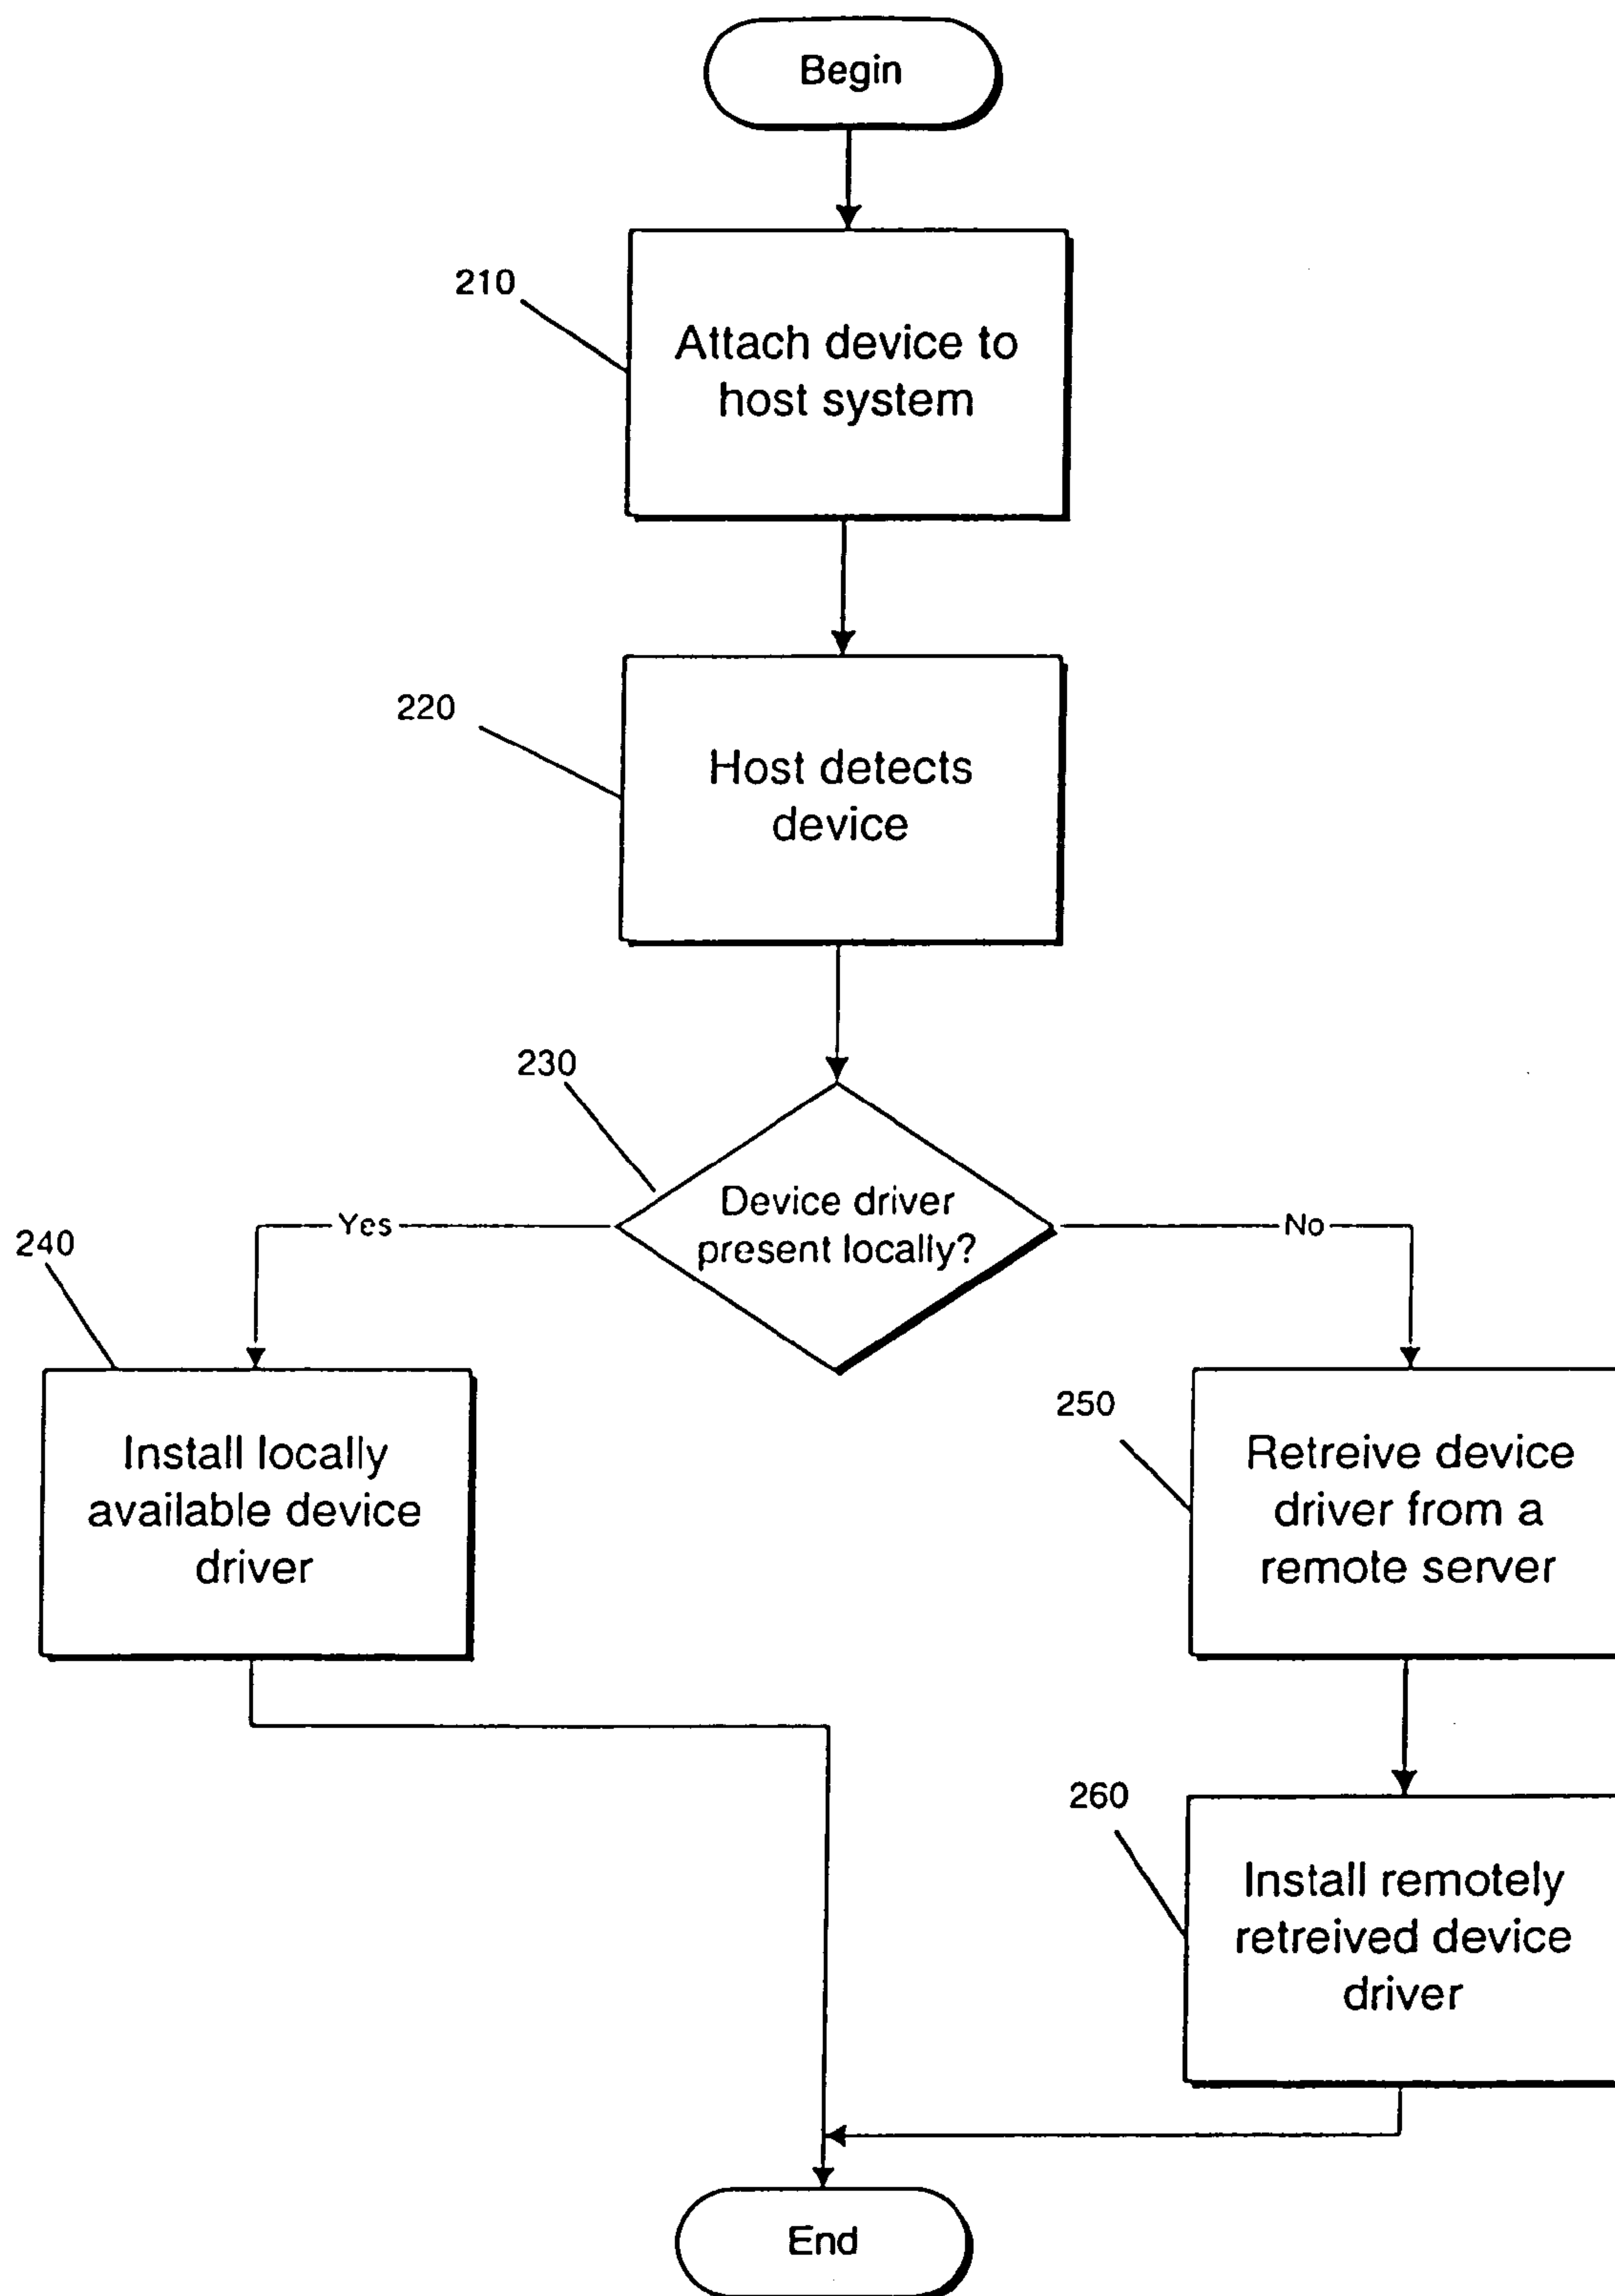 Begin
210
Attach device to
host system
220
Host detects
device
230
Device driver
present locally?
Yes
No
240
Install locally
available device
driver
250
Retreive device
driver from a
remote server
260
Install remotely
retreived device
driver
End